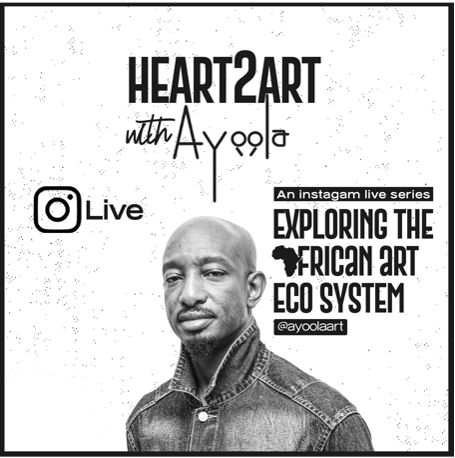 HEART2ART
with Ayoola
Live
An instagam live series
EXPLORING THE
FRICAN ART
ECO SYSTEM
@ayoolaart